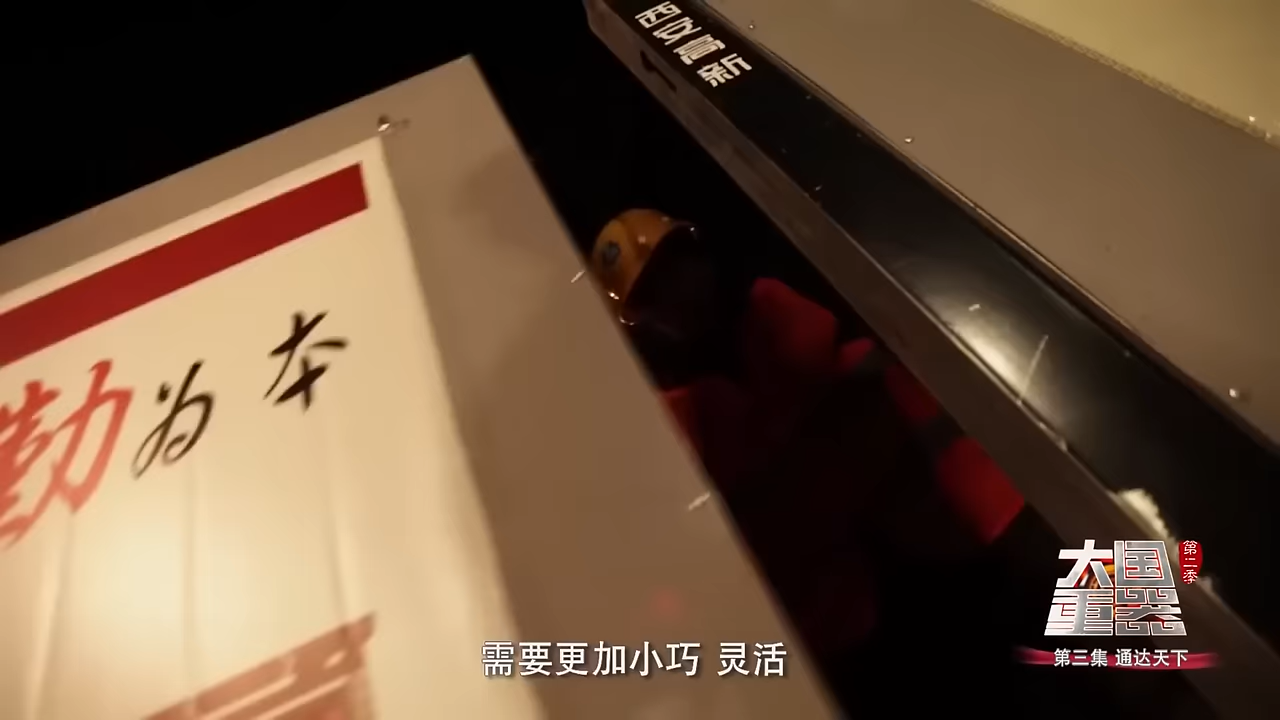 西安高新
勤为本
大国
重器
第二季
需要更加小巧 灵活
第三集 通达天下